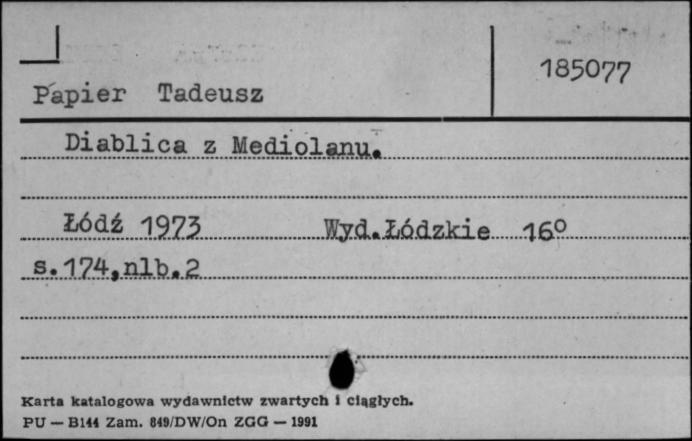 185077
Papier Tadeusz
Diablica z Mediolanu.
Łódź 1973 Wyd.Łódzkie 16º
s.174,nlb.2
Karta katalogowa wydawnictw zwartych i ciągłych.
PU — B144 Zam. 849/DW/On ZGG — 1991